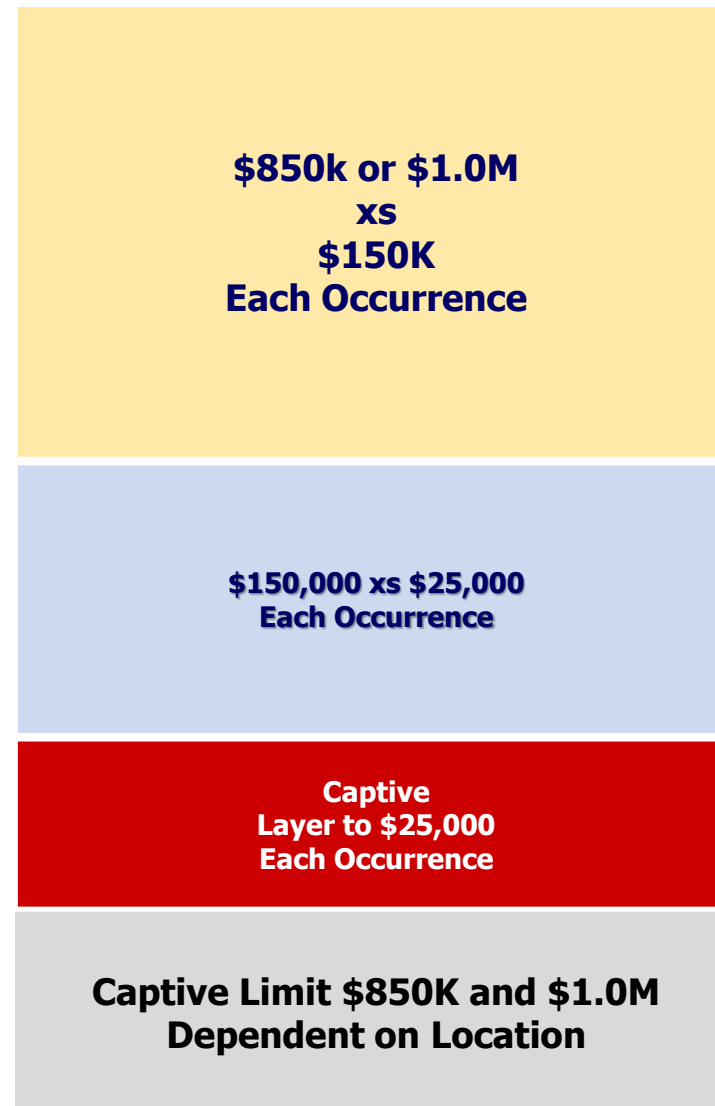 $850k or $1.0M
xs
$150K
Each Occurrence
$150,000 xs $25,000
Each Occurrence
Captive
Layer to $25,000
Each Occurrence
Captive Limit $850K and $1.0M
Dependent on Location